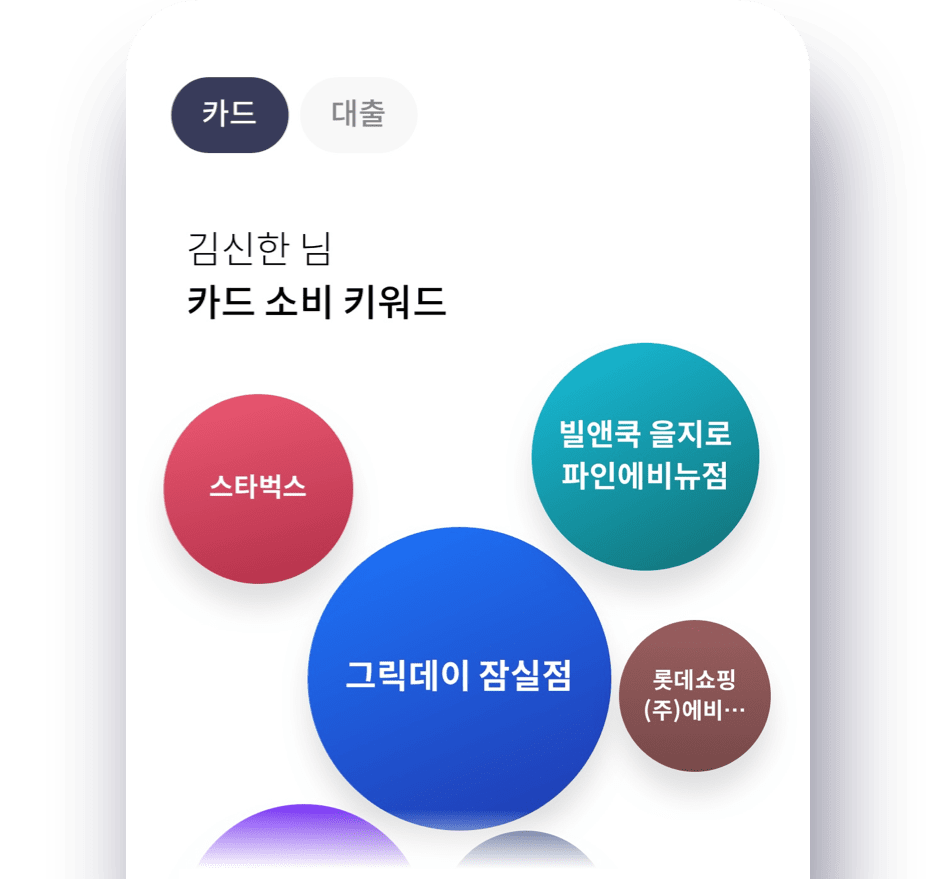 카드
대출
김신한 님
카드 소비 키워드
스타벅스
빌앤쿡 을지로
파인에비뉴점
그릭데이 잠실점
롯데쇼핑
(주)에비…